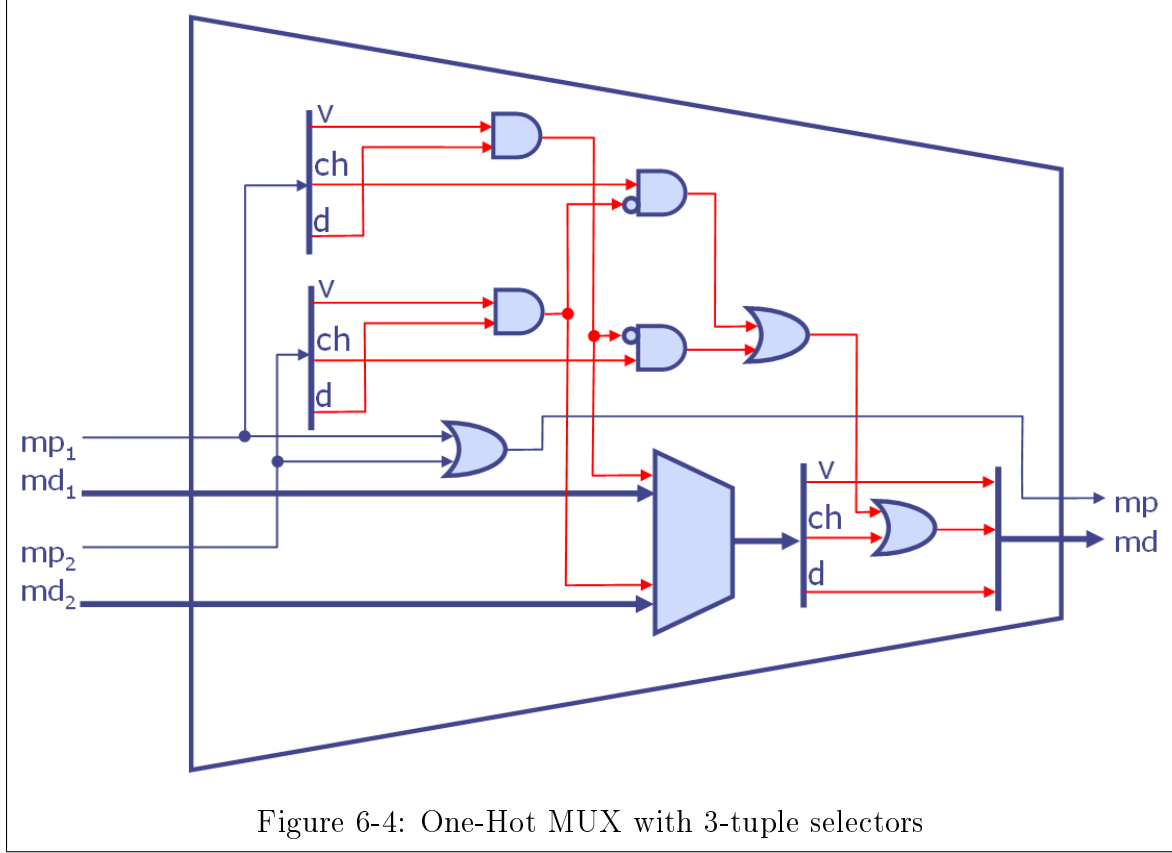 v
ch
d
v
ch
d
mp₁
md₁
mp₂
md₂
v
ch
d
mp
md
Figure 6-4: One-Hot MUX with 3-tuple selectors